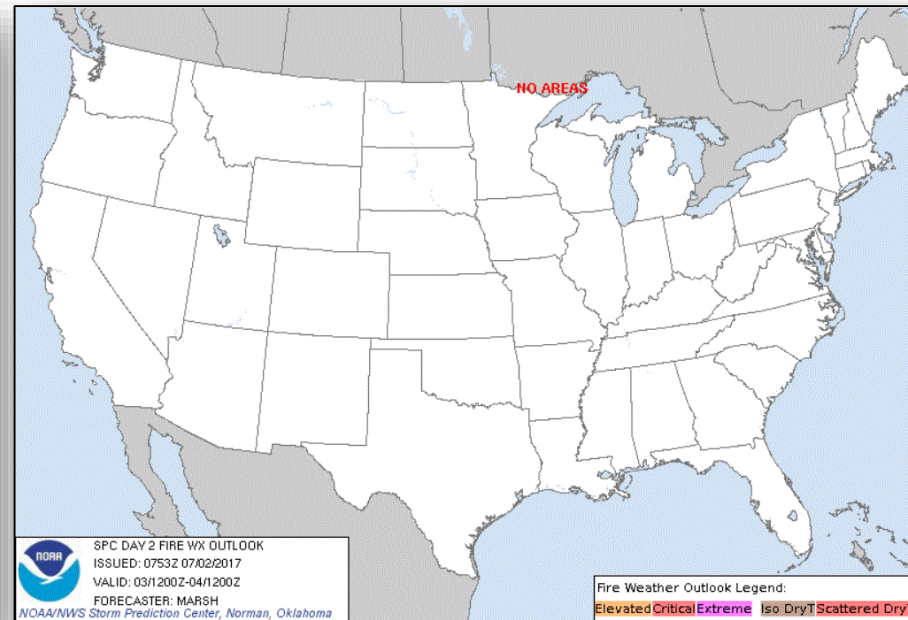 NO AREAS
NOAA
SPC DAY 2 FIRE WX OUTLOOK
ISSUED: 0753Z 07/02/2017
VALID: 03/1200Z-04/1200Z
FORECASTER: MARSH
NOAA/NWS Storm Prediction Center, Norman, Oklahoma
Fire Weather Outlook Legend:
Elevated Critical Extreme Iso DryT Scattered DryT